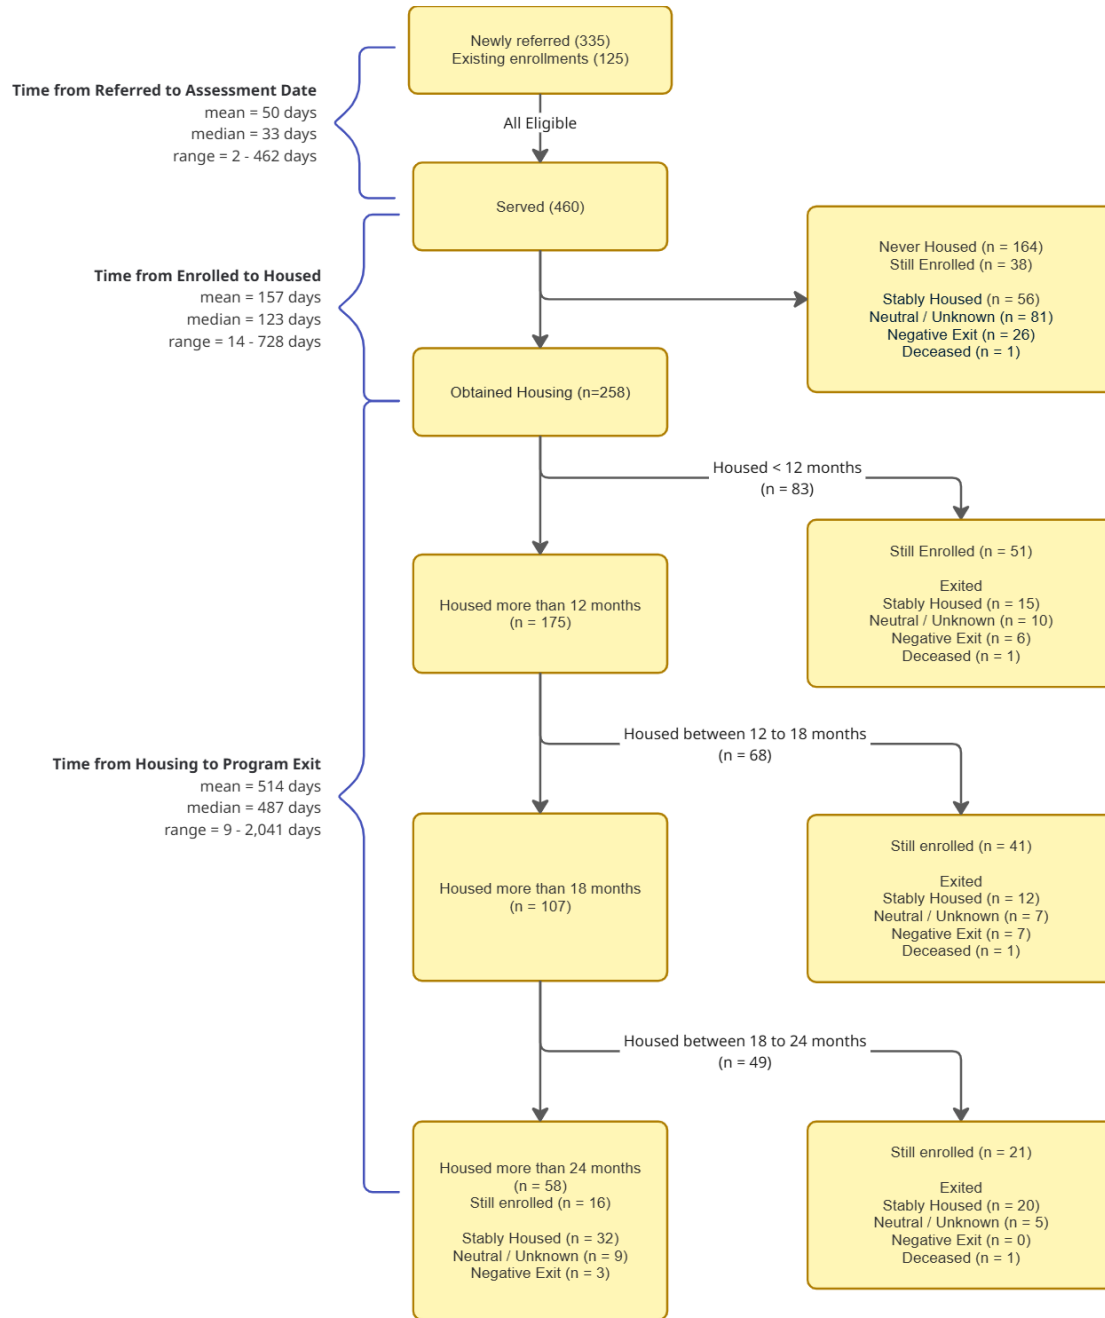 Newly referred (335)
Existing enrollments (125)
Time from Referred to Assessment Date
mean = 50 days
median = 33 days
range = 2 - 462 days
All Eligible
Served (460)
Never Housed (n = 164)
Still Enrolled (n = 38)
Stably Housed (n = 56)
Neutral / Unknown (n = 81)
Negative Exit (n = 26)
Deceased (n = 1)
Time from Enrolled to Housed
mean = 157 days
median = 123 days
range = 14 - 728 days
Obtained Housing (n=258)
Housed < 12 months
(n = 83)
Still Enrolled (n = 51)
Exited
Stably Housed (n = 15)
Neutral / Unknown (n = 10)
Negative Exit (n = 6)
Deceased (n = 1)
Housed more than 12 months
(n = 175)
Housed between 12 to 18 months
(n = 68)
Time from Housing to Program Exit
mean = 514 days
median = 487 days
range = 9 - 2,041 days
Still enrolled (n = 41)
Exited
Stably Housed (n = 12)
Neutral / Unknown (n = 7)
Negative Exit (n = 7)
Deceased (n = 1)
Housed more than 18 months
(n = 107)
Housed between 18 to 24 months
(n = 49)
Still enrolled (n = 21)
Exited
Stably Housed (n = 20)
Neutral / Unknown (n = 5)
Negative Exit (n = 0)
Deceased (n = 1)
Housed more than 24 months
(n = 58)
Still enrolled (n = 16)
Stably Housed (n = 32)
Neutral / Unknown (n = 9)
Negative Exit (n = 3)